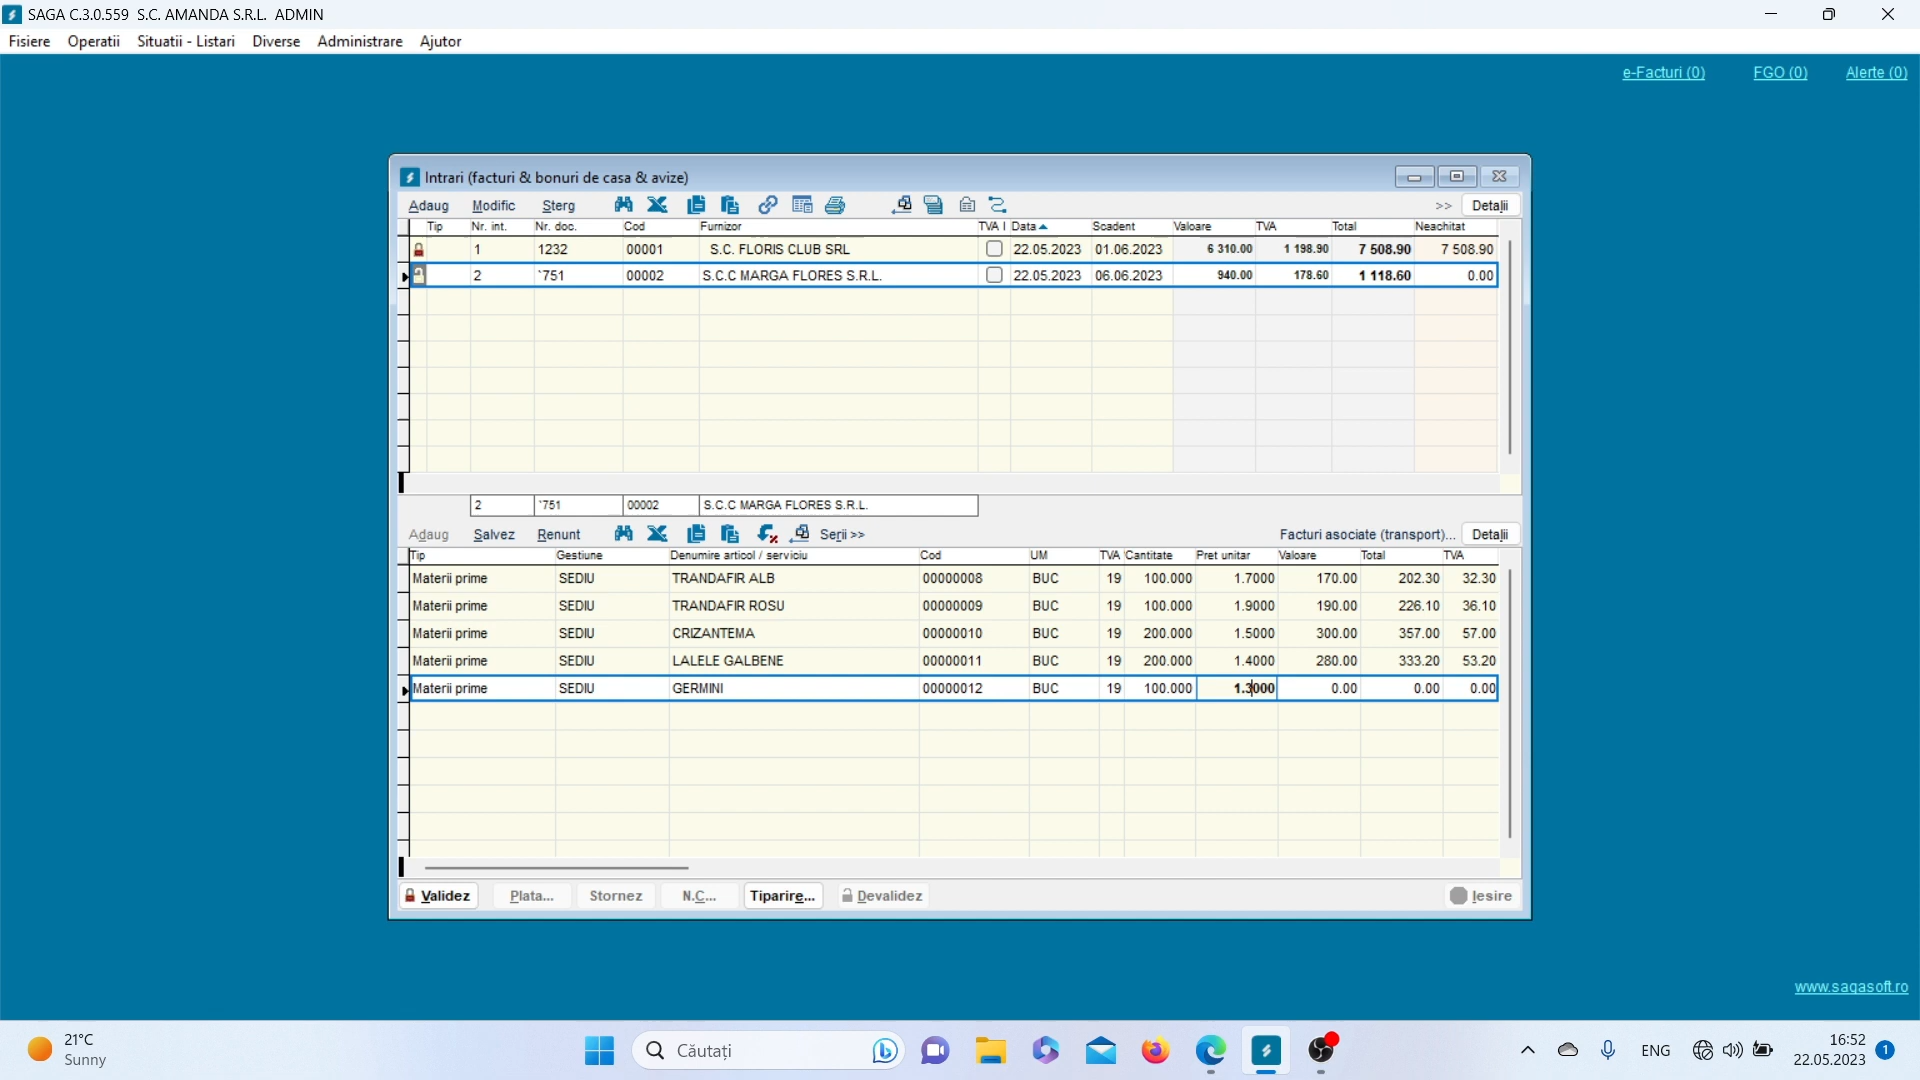 SAGA C.3.0.559 S.C. AMANDA S.R.L. ADMIN
Fisiere Operatii Situatii - Listari Diverse Administrare Ajutor
e-Facturi (0) FGO (0) Alerte (0)
Intrari (facturi & bonuri de casa & avize)
Adaug Modific Sterg >> Detalii
Tip Nr. int. Nr. doc. Cod Furnizor TVA I Data Scadent Valoare TVA Total Neachitat
1 1232 00001 S.C. FLORIS CLUB SRL 22.05.2023 01.06.2023 6 310.00 1 198.90 7 508.90 7 508.90
2 `751 00002 S.C.C MARGA FLORES S.R.L. 22.05.2023 06.06.2023 940.00 178.60 1 118.60 0.00
2 `751 00002 S.C.C MARGA FLORES S.R.L.
Adaug Salvez Renunt Serii >> Facturi asociate (transport)... Detalii
Tip Gestiune Denumire articol / serviciu Cod UM TVA Cantitate Pret unitar Valoare Total TVA
Materii prime SEDIU TRANDAFIR ALB 00000008 BUC 19 100.000 1.7000 170.00 202.30 32.30
Materii prime SEDIU TRANDAFIR ROSU 00000009 BUC 19 100.000 1.9000 190.00 226.10 36.10
Materii prime SEDIU CRIZANTEMA 00000010 BUC 19 200.000 1.5000 300.00 357.00 57.00
Materii prime SEDIU LALELE GALBENE 00000011 BUC 19 200.000 1.4000 280.00 333.20 53.20
Materii prime SEDIU GERMINI 00000012 BUC 19 100.000 1.3000 0.00 0.00 0.00
Validez Plata... Stornez N.C... Tiparire... Devalidez Iesire
www.sagasoft.ro
21°C
Sunny
Căutați
ENG
16:52
22.05.2023
1